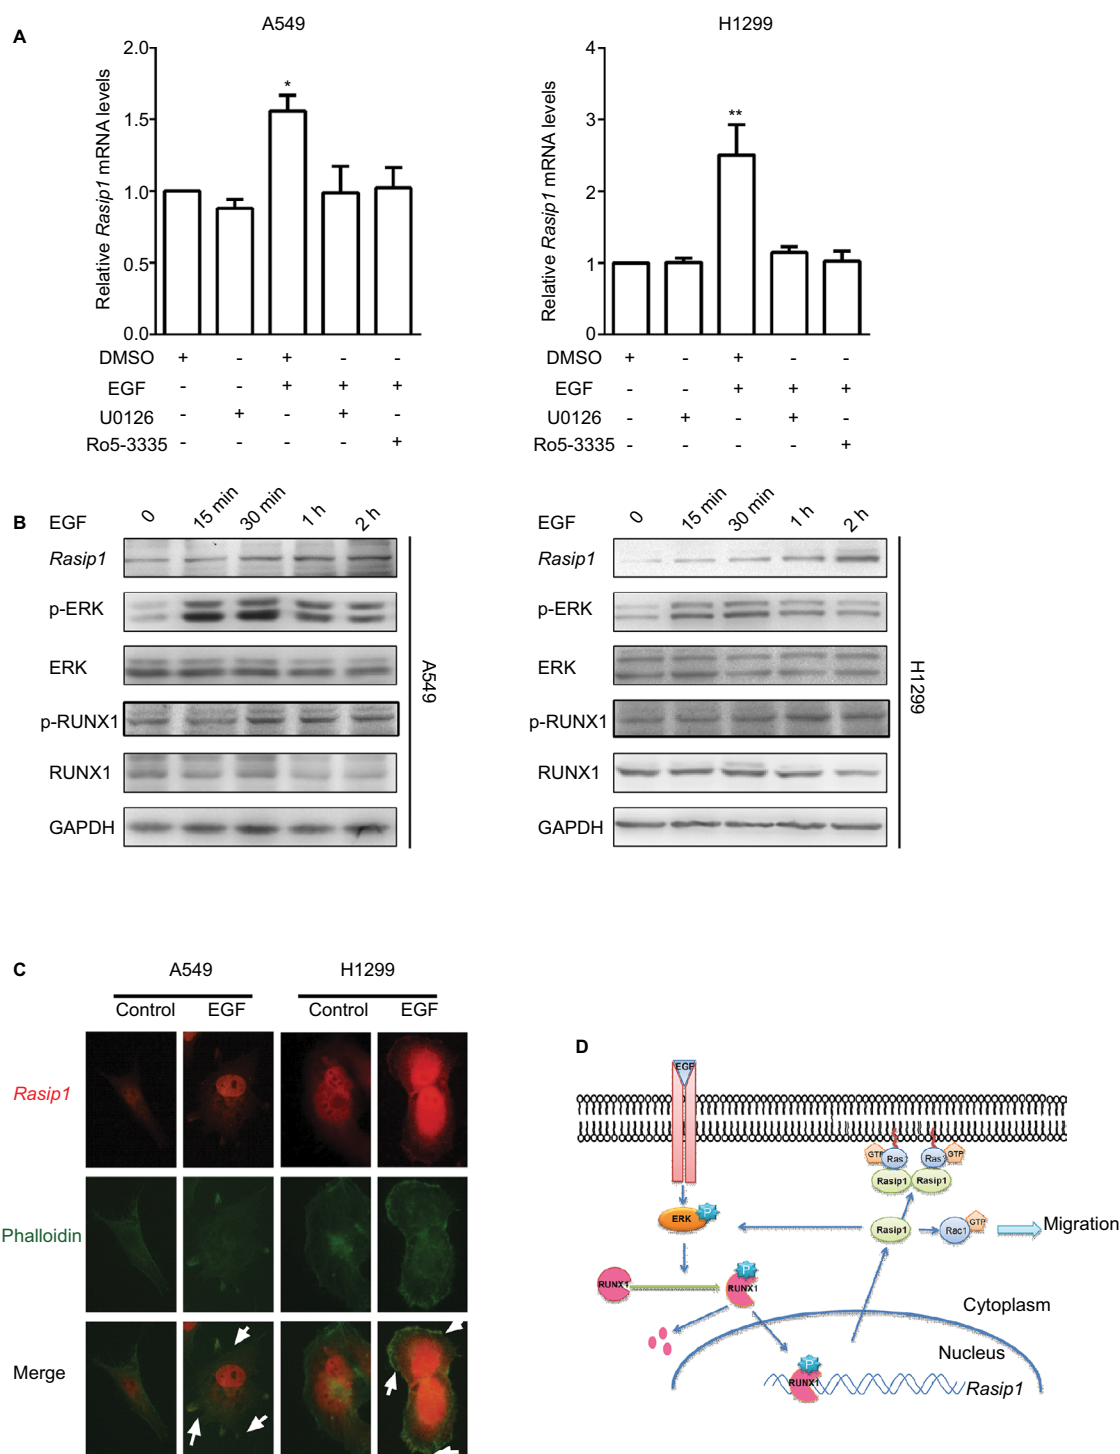 A
A549
Relative Rasip1 mRNA levels
2.0
1.5
1.0
0.5
0.0
*
DMSO + - + - -
EGF - - + + +
U0126 - + - + -
Ro5-3335 - - - - +
H1299
Relative Rasip1 mRNA levels
4
3
2
1
0
**
DMSO + - + - -
EGF - - + + +
U0126 - + - + -
Ro5-3335 - - - - +
B
EGF 0 15 min 30 min 1 h 2 h
Rasip1
p-ERK
ERK
p-RUNX1
RUNX1
GAPDH
A549
EGF 0 15 min 30 min 1 h 2 h
Rasip1
p-ERK
ERK
p-RUNX1
RUNX1
GAPDH
H1299
C
A549 H1299
Control EGF Control EGF
Rasip1
Phalloidin
Merge
D
EGF
GTP Ras Ras GTP
Rasip1 Rasip1
ERK P
Rasip1 Rac1 GTP Migration
RUNX1 P RUNX1
Cytoplasm
Nucleus
P
RUNX1 Rasip1